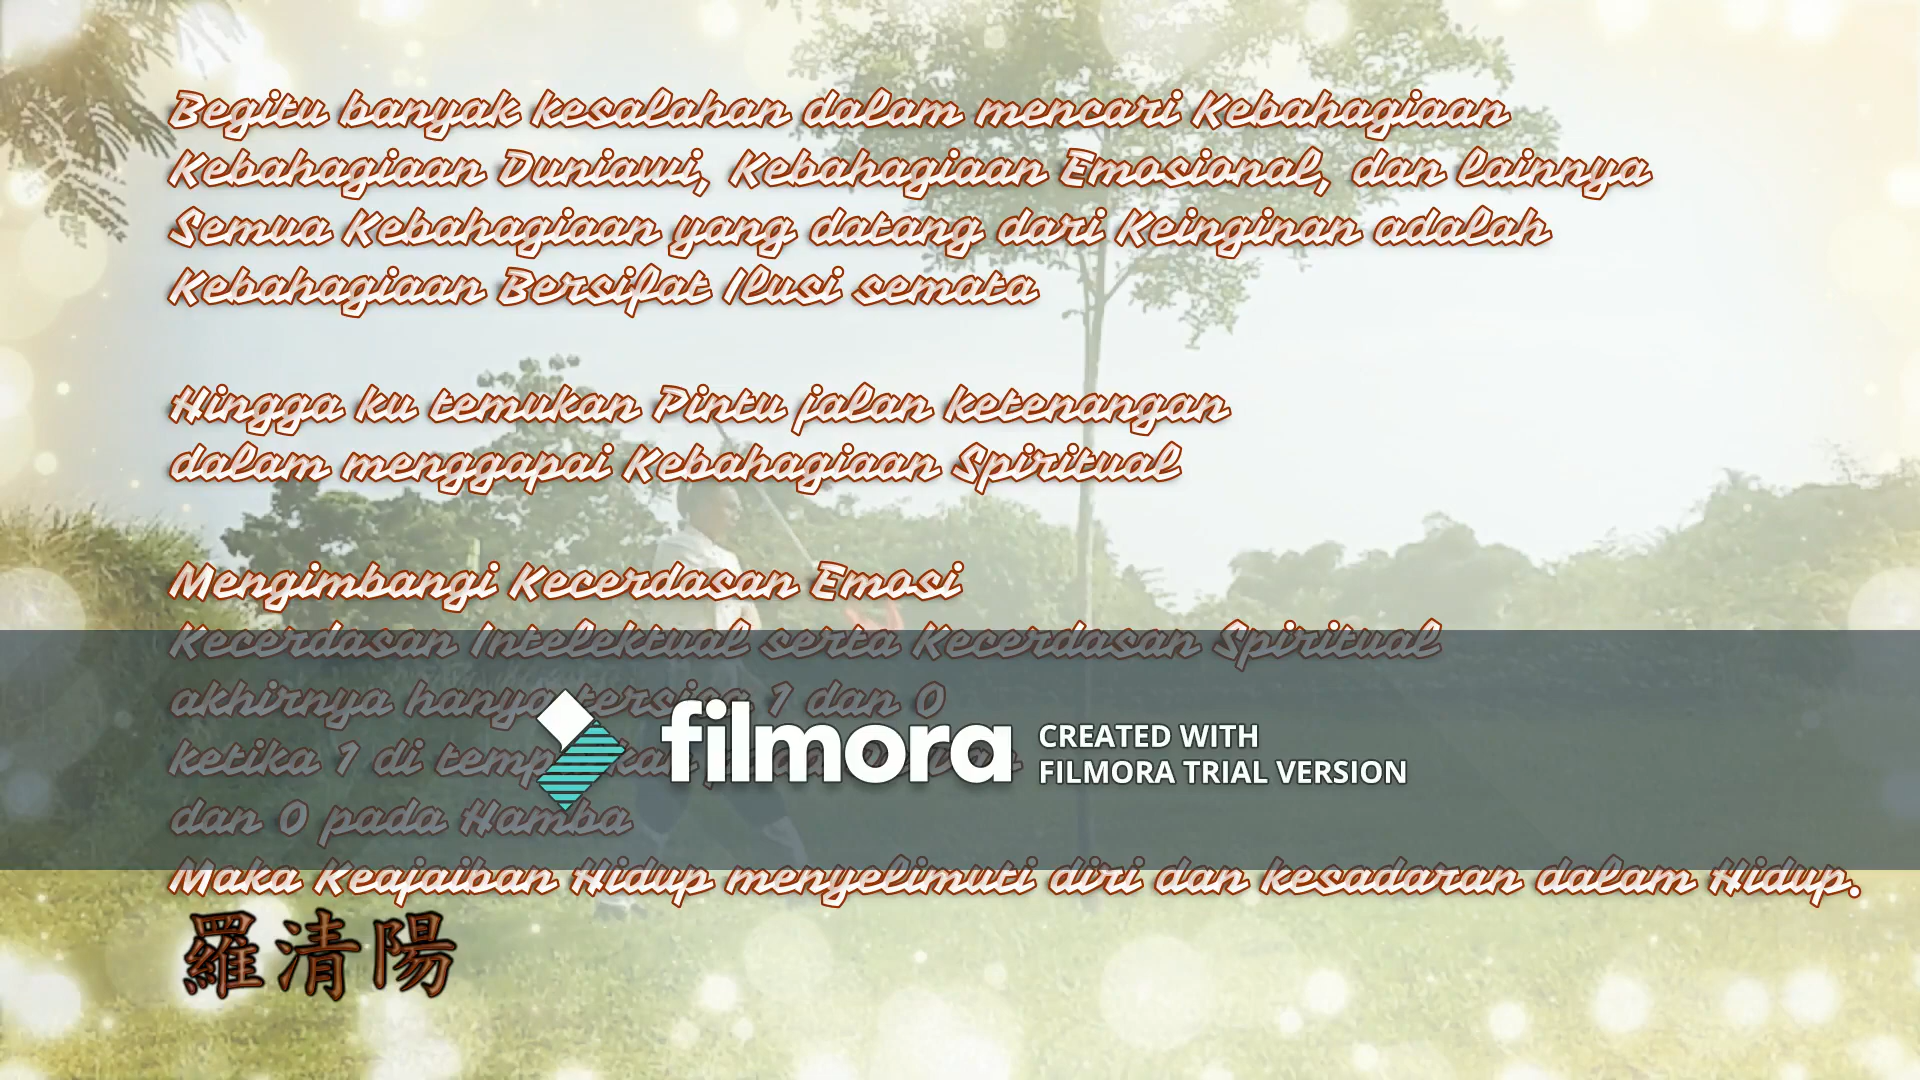 Begitu banyak kesalahan dalam mencari Kebahagiaan
Kebahagiaan Duniawi, Kebahagiaan Emosional, dan lainnya
Semua Kebahagiaan yang datang dari Keinginan adalah
Kebahagiaan Bersifat Ilusi semata
Hingga ku temukan Pintu jalan ketenangan
dalam menggapai Kebahagiaan Spiritual
Mengimbangi Kecerdasan Emosi
Kecerdasan Intelektual serta Kecerdasan Spiritual
akhirnya hanya tersisa 1 dan 0
ketika 1 di
dan 0 pada Hamba
Maka Keajaiban Hidup menyelimuti diri dan kesadaran dalam Hidup.
羅清陽
filmora
CREATED WITH
FILMORA TRIAL VERSION